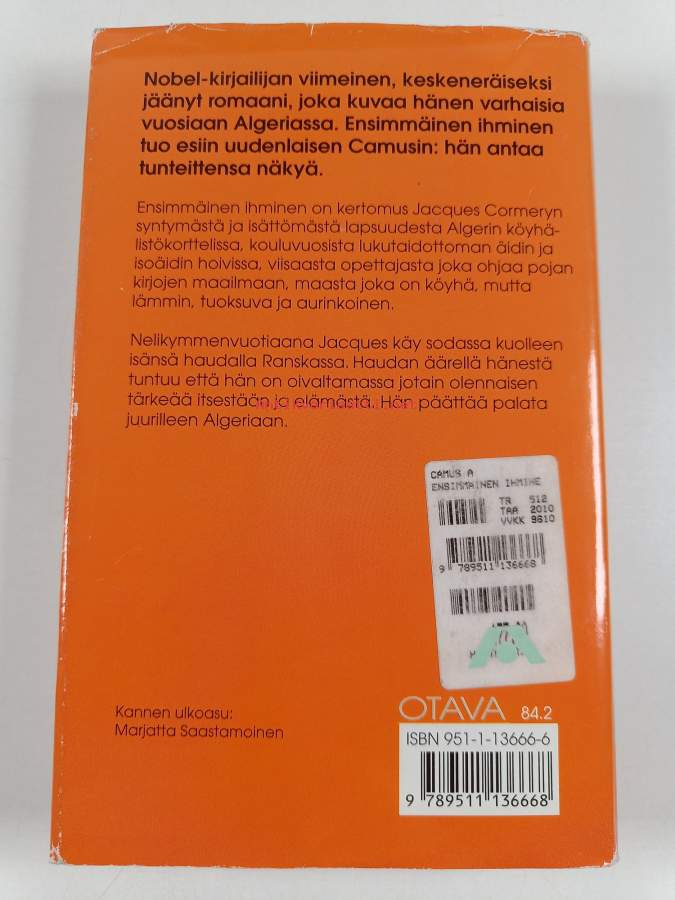 Nobel-kirjailijan viimeinen, keskeneräiseksi
jäänyt romaani, joka kuvaa hänen varhaisia
vuosiaan Algeriassa. Ensimmäinen ihminen
tuo esiin uudenlaisen Camusin: hän antaa
tunteittensa näkyä.
Ensimmäinen ihminen on kertomus Jacques Cormeryn
syntymästä ja isättömästä lapsuudesta Algerin köyhä-
listökorttelissa, kouluvuosista lukutaidottoman äidin ja
isoäidin hoivissa, viisaasta opettajasta joka ohjaa pojan
kirjojen maailmaan, maasta joka on köyhä, mutta
lämmin, tuoksuva ja aurinkoinen.
Nelikymmenvuotiaana Jacques käy sodassa kuolleen
isänsä haudalla Ranskassa. Haudan äärellä hänestä
tuntuu että hän on oivaltamassa jotain olennaisen
tärkeää itsestään ja elämästä. Hän päättää palata
juurilleen Algeriaan.
CAMUS A
ENSIMMAINEN IHMINE
TR 512
TAA 2010
VVKK 9610
9 789511 136668
Kannen ulkoasu:
Marjatta Saastamoinen
OTAVA 84.2
ISBN 951-1-13666-6
9 789511 136668